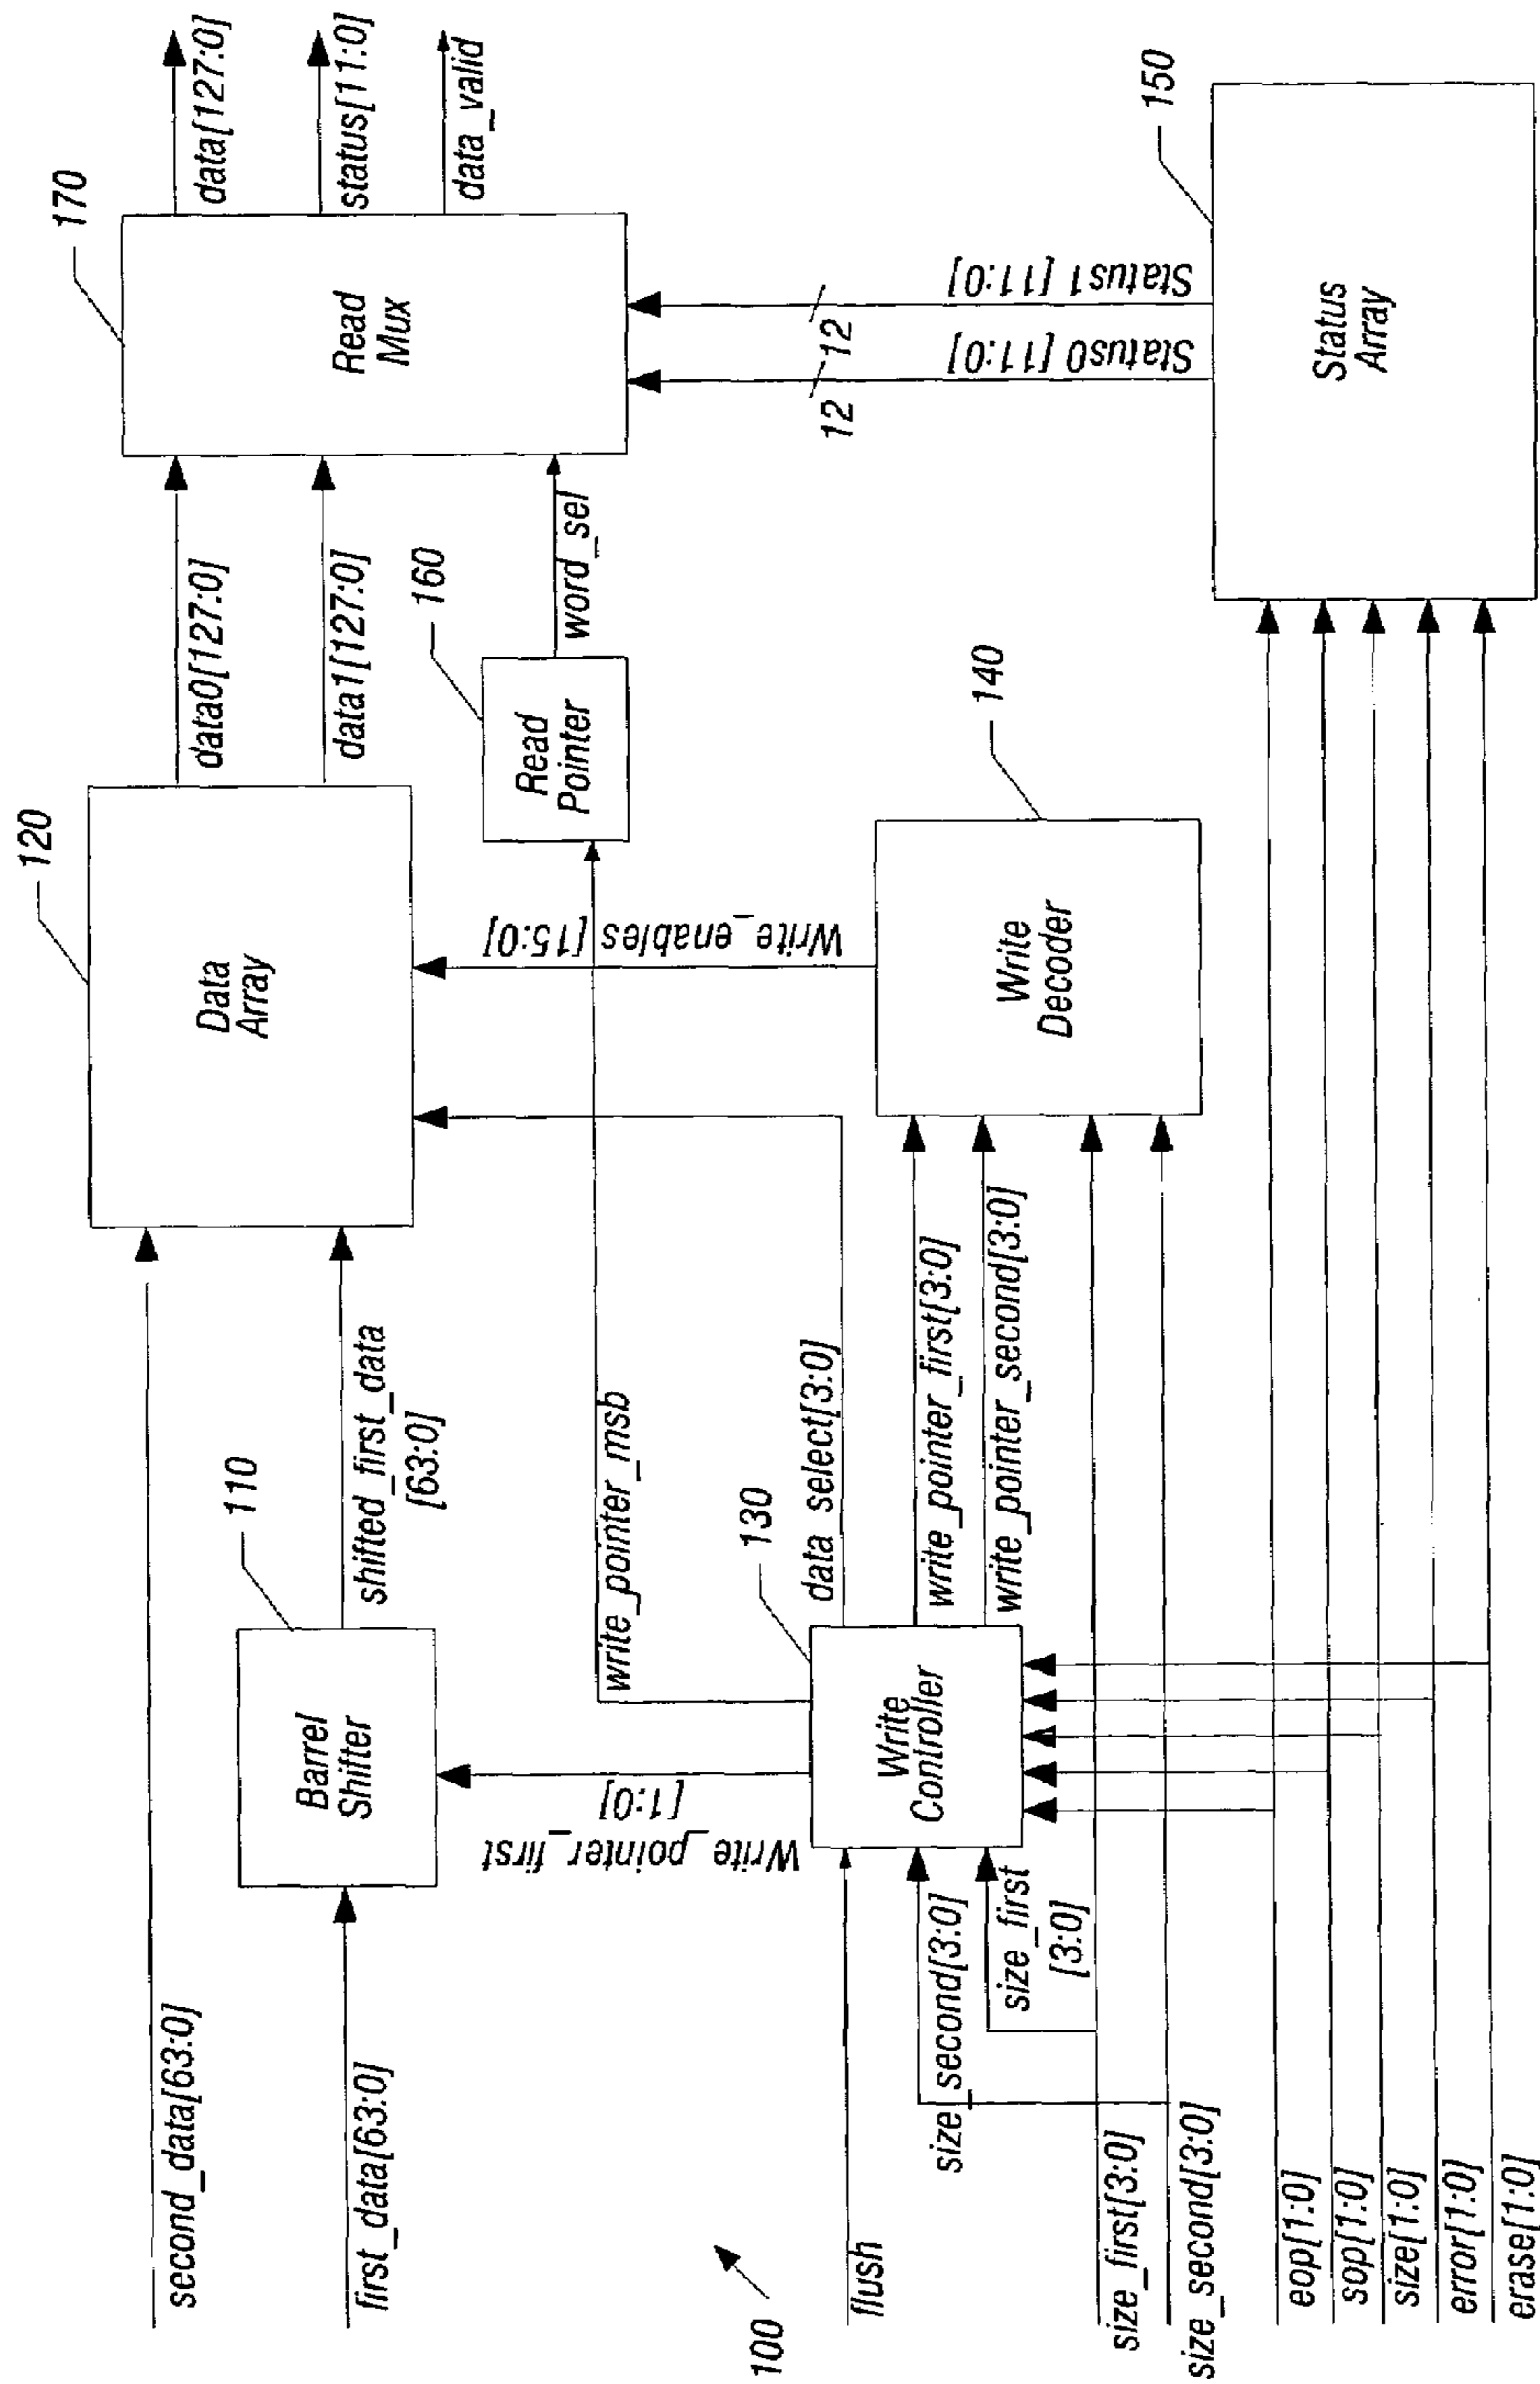 second_data[63:0]
first_data[63:0]
110
Barrel
Shifter
shifted_first_data
[63:0]
120
Data
Array
data0[127:0]
data1[127:0]
170
Read
Mux
data[127:0]
status[11:0]
data_valid
160
Read
Pointer
word_sel
write_pointer_msb
Write_pointer_first
[1:0]
100
flush
size_second[3:0]
size_first
[3:0]
130
Write
Controller
data_select[3:0]
write_pointer_first[3:0]
write_pointer_second[3:0]
Write_enables [15:0]
140
Write
Decoder
size_first[3:0]
size_second[3:0]
12
12
Status0 [11:0]
Status1 [11:0]
150
Status
Array
eop[1:0]
sop[1:0]
size[1:0]
error[1:0]
erase[1:0]